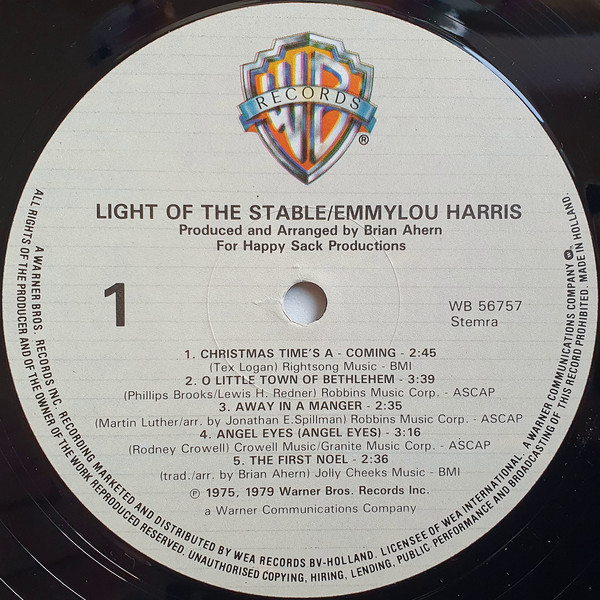 WB
RECORDS
®
LIGHT OF THE STABLE/EMMYLOU HARRIS
Produced and Arranged by Brian Ahern
For Happy Sack Productions
1
WB 56757
Stemra
1. CHRISTMAS TIME'S A - COMING - 2:45
(Tex Logan) Rightsong Music - BMI
2. O LITTLE TOWN OF BETHLEHEM - 3:39
(Phillips Brooks/Lewis H. Redner) Robbins Music Corp. - ASCAP
3. AWAY IN A MANGER - 2:35
(Martin Luther/arr. by Jonathan E.Spillman) Robbins Music Corp. - ASCAP
4. ANGEL EYES (ANGEL EYES) - 3:16
(Rodney Crowell) Crowell Music/Granite Music Corp. - ASCAP
5. THE FIRST NOEL - 2:36
(trad./arr. by Brian Ahern) Jolly Cheeks Music - BMI
℗ 1975, 1979 Warner Bros. Records Inc.
a Warner Communications Company
A WARNER BROS. RECORDS INC. RECORDING, MARKETED AND DISTRIBUTED BY WEA RECORDS BV-HOLLAND. LICENSEE OF WEA INTERNATIONAL. A WARNER COMMUNICATIONS COMPANY
ALL RIGHTS OF THE PRODUCER AND OF THE OWNER OF THE WORK REPRODUCED RESERVED. UNAUTHORISED COPYING, HIRING, LENDING, PUBLIC PERFORMANCE AND BROADCASTING OF THIS RECORD PROHIBITED. MADE IN HOLLAND.